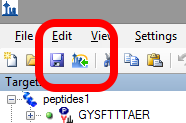 File Edit View Settings
Target
peptides1
GYSFTTTAER